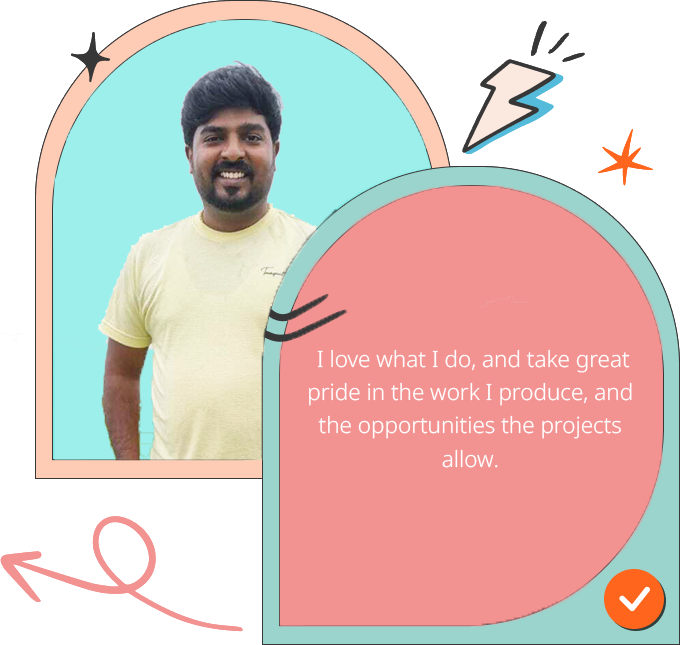 I love what I do, and take great
pride in the work I produce, and
the opportunities the projects
allow.